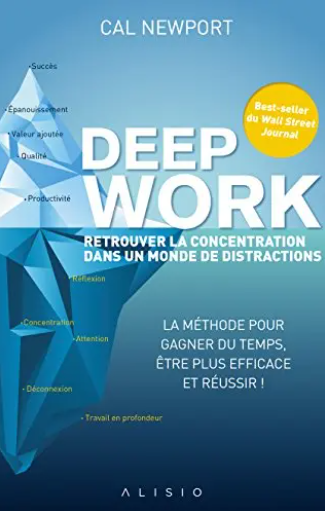 CAL NEWPORT
•Succès
Best-seller
du Wall Street
Journal
•Épanouissement
•Valeur ajoutée
•Qualité
•Productivité
DEEP
WORK
RETROUVER LA CONCENTRATION
DANS UN MONDE DE DISTRACTIONS
•Réflexion
•Concentration
•Attention
•Déconnexion
•Travail en profondeur
LA MÉTHODE POUR
GAGNER DU TEMPS,
ÊTRE PLUS EFFICACE
ET RÉUSSIR !
ALISIO